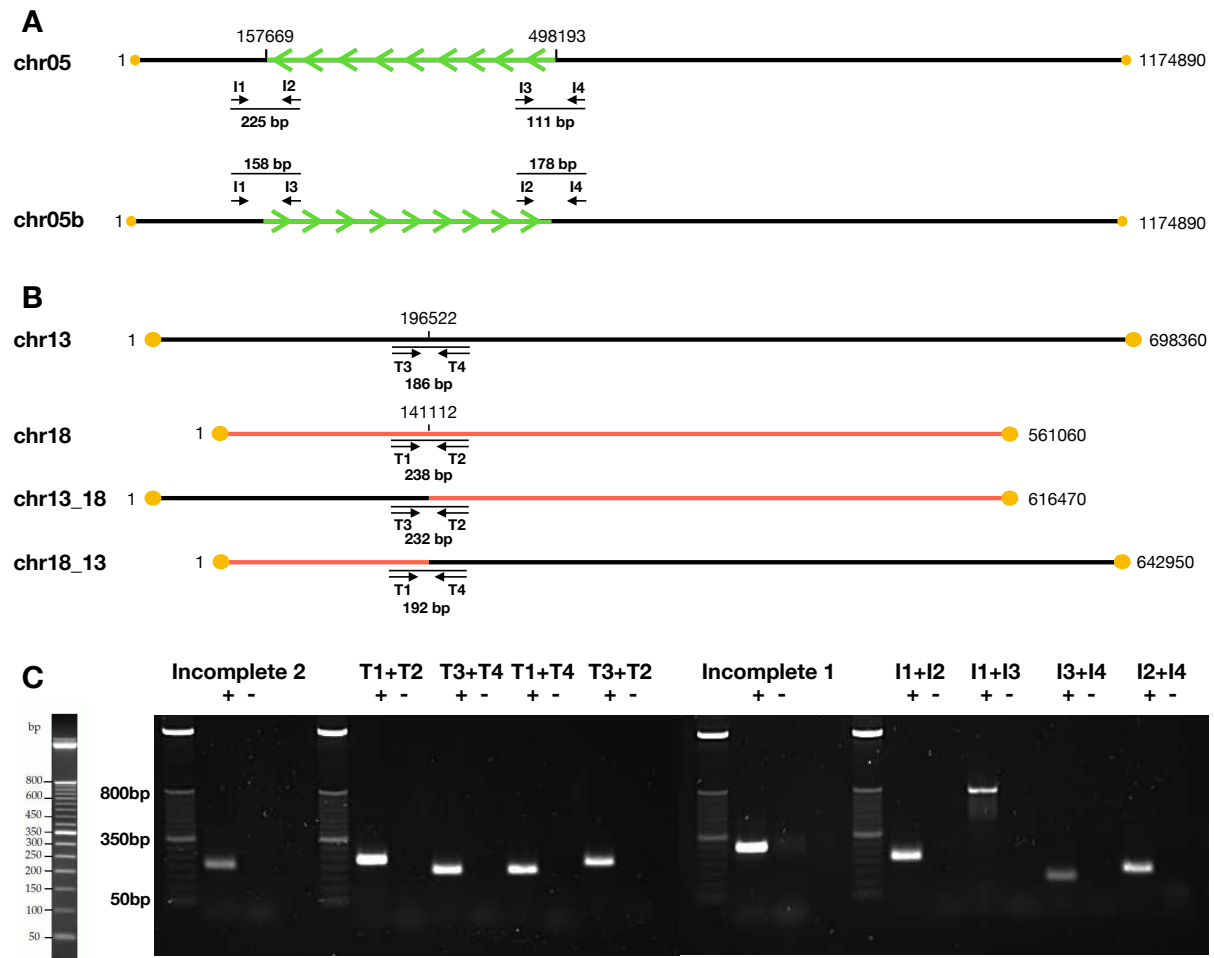 A
157669 498193
chr05 1 1174890
I1 I2 I3 I4
225 bp 111 bp
158 bp 178 bp
I1 I3 I2 I4
chr05b 1 1174890
B
196522
chr13 1 698360
T3 T4
186 bp
141112
chr18 1 561060
T1 T2
238 bp
chr13_18 1 616470
T3 T2
232 bp
chr18_13 1 642950
T1 T4
192 bp
C
Incomplete 2 T1+T2 T3+T4 T1+T4 T3+T2 Incomplete 1 I1+I2 I1+I3 I3+I4 I2+I4
+ - + - + - + - + - + - + - + - + - + -
bp
800
600
450
350
300
250
200
150
100
50
800bp
350bp
50bp